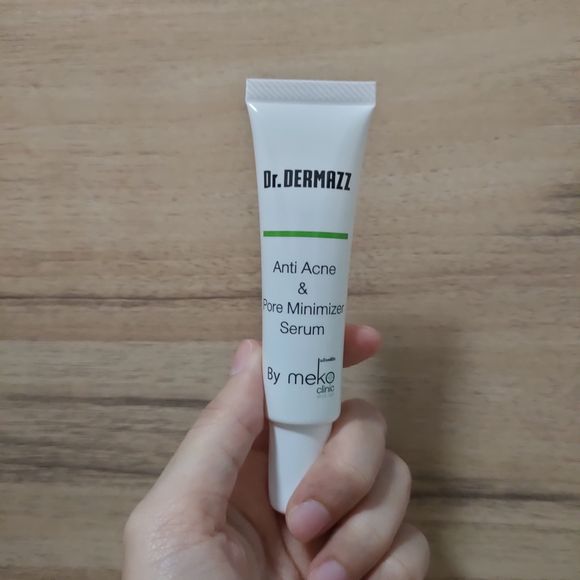 Dr.DERMAZZ
Anti Acne
&
Pore Minimizer
Serum
By meko
clinic